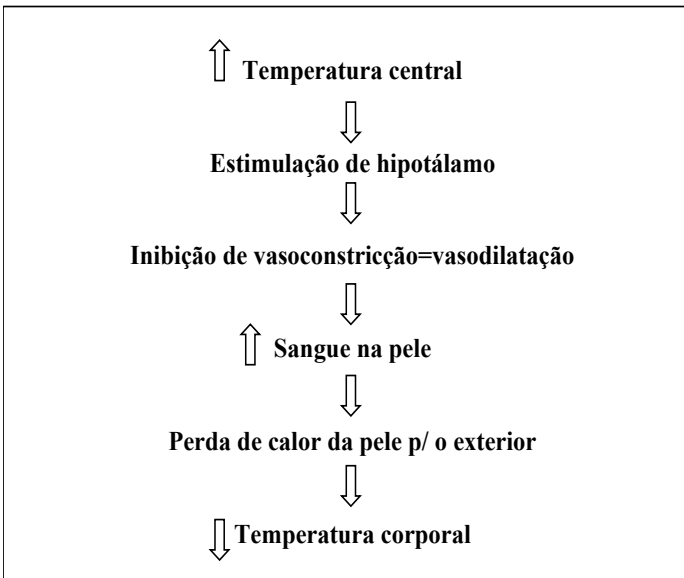 Temperatura central
Estimulação de hipotálamo
Inibição de vasoconstricção=vasodilatação
Sangue na pele
Perda de calor da pele p/ o exterior
Temperatura corporal